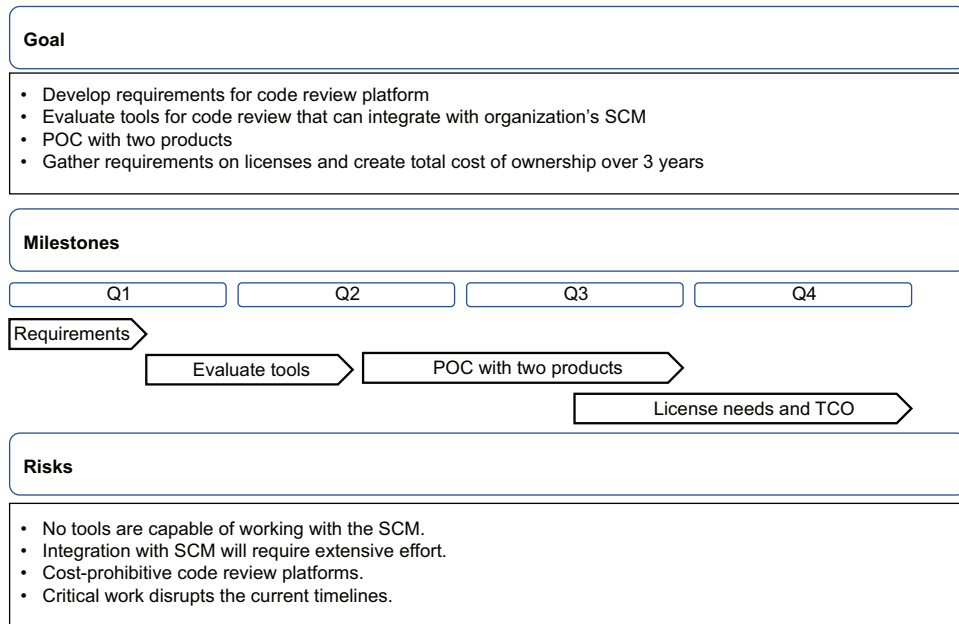 Goal
• Develop requirements for code review platform
• Evaluate tools for code review that can integrate with organization’s SCM
• POC with two products
• Gather requirements on licenses and create total cost of ownership over 3 years
Milestones
Q1 Q2 Q3 Q4
Requirements
Evaluate tools POC with two products
License needs and TCO
Risks
• No tools are capable of working with the SCM.
• Integration with SCM will require extensive effort.
• Cost-prohibitive code review platforms.
• Critical work disrupts the current timelines.